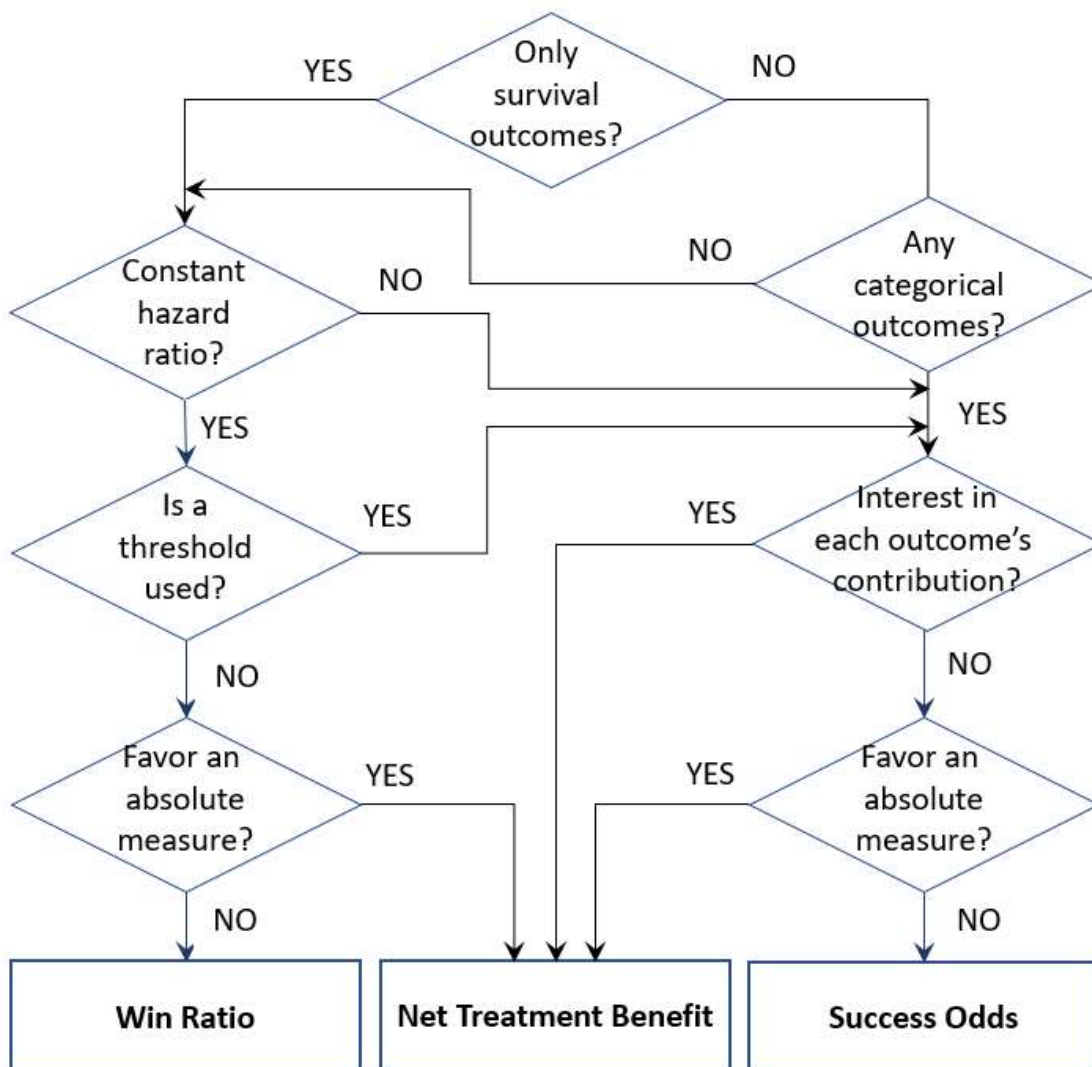 Only
survival
outcomes?
YES
NO
Constant
hazard
ratio?
NO
NO
Any
categorical
outcomes?
YES
YES
Is a
threshold
used?
YES
YES
Interest in
each outcome's
contribution?
NO
NO
Favor an
absolute
measure?
YES
YES
Favor an
absolute
measure?
NO
NO
Win Ratio
Net Treatment Benefit
Success Odds